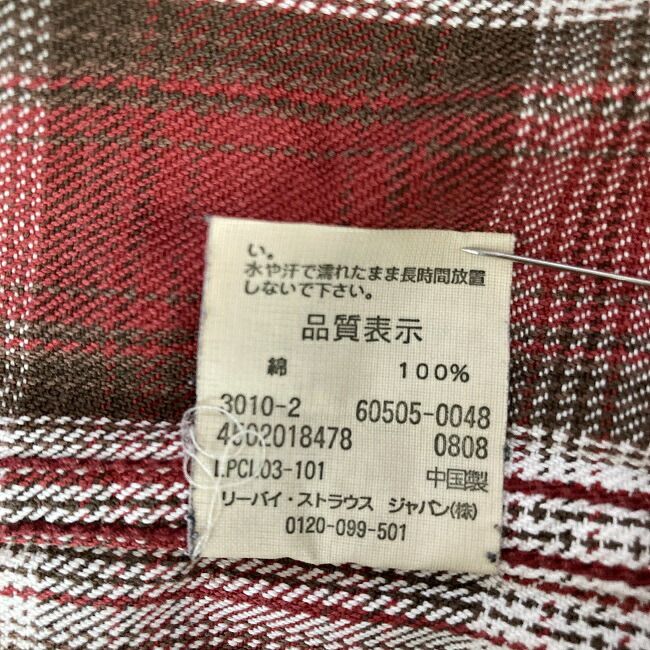 い。
水や汗で濡れたまま長時間放置
しないで下さい。
品質表示
綿 100%
3010-2 60505-0048
4502018478 0808
LPCL03-101 中国製
リーバイ・ストラウス ジャパン(株)
0120-099-501